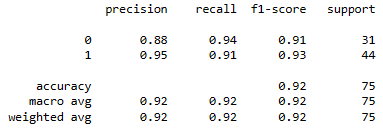 precision recall f1-score support
0 0.88 0.94 0.91 31
1 0.95 0.91 0.93 44
accuracy 0.92 75
macro avg 0.92 0.92 0.92 75
weighted avg 0.92 0.92 0.92 75